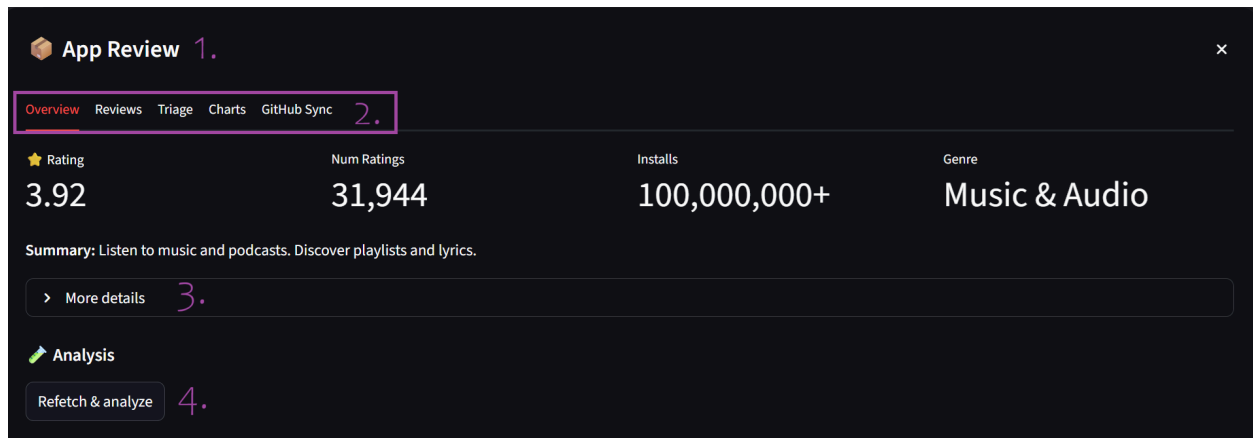 App Review 1.
Overview Reviews Triage Charts GitHub Sync 2.
Rating Num Ratings Installs Genre
3.92 31,944 100,000,000+ Music & Audio
Summary: Listen to music and podcasts. Discover playlists and lyrics.
More details 3.
Analysis
Refetch & analyze 4.